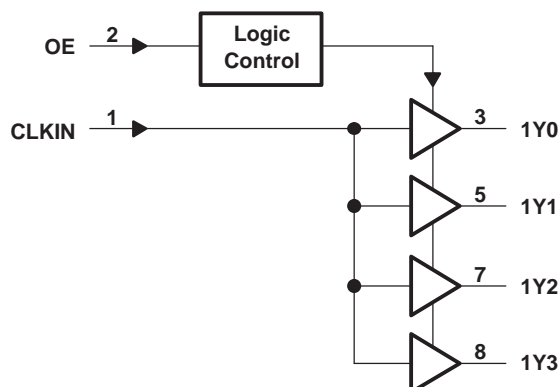 OE 2 Logic
Control
CLKIN 1 3 1Y0
5 1Y1
7 1Y2
8 1Y3